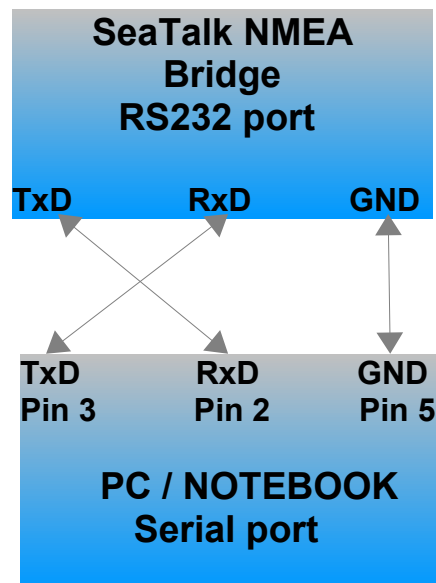 SeaTalk NMEA
Bridge
RS232 port
TxD RxD GND
TxD RxD GND
Pin 3 Pin 2 Pin 5
PC / NOTEBOOK
Serial port